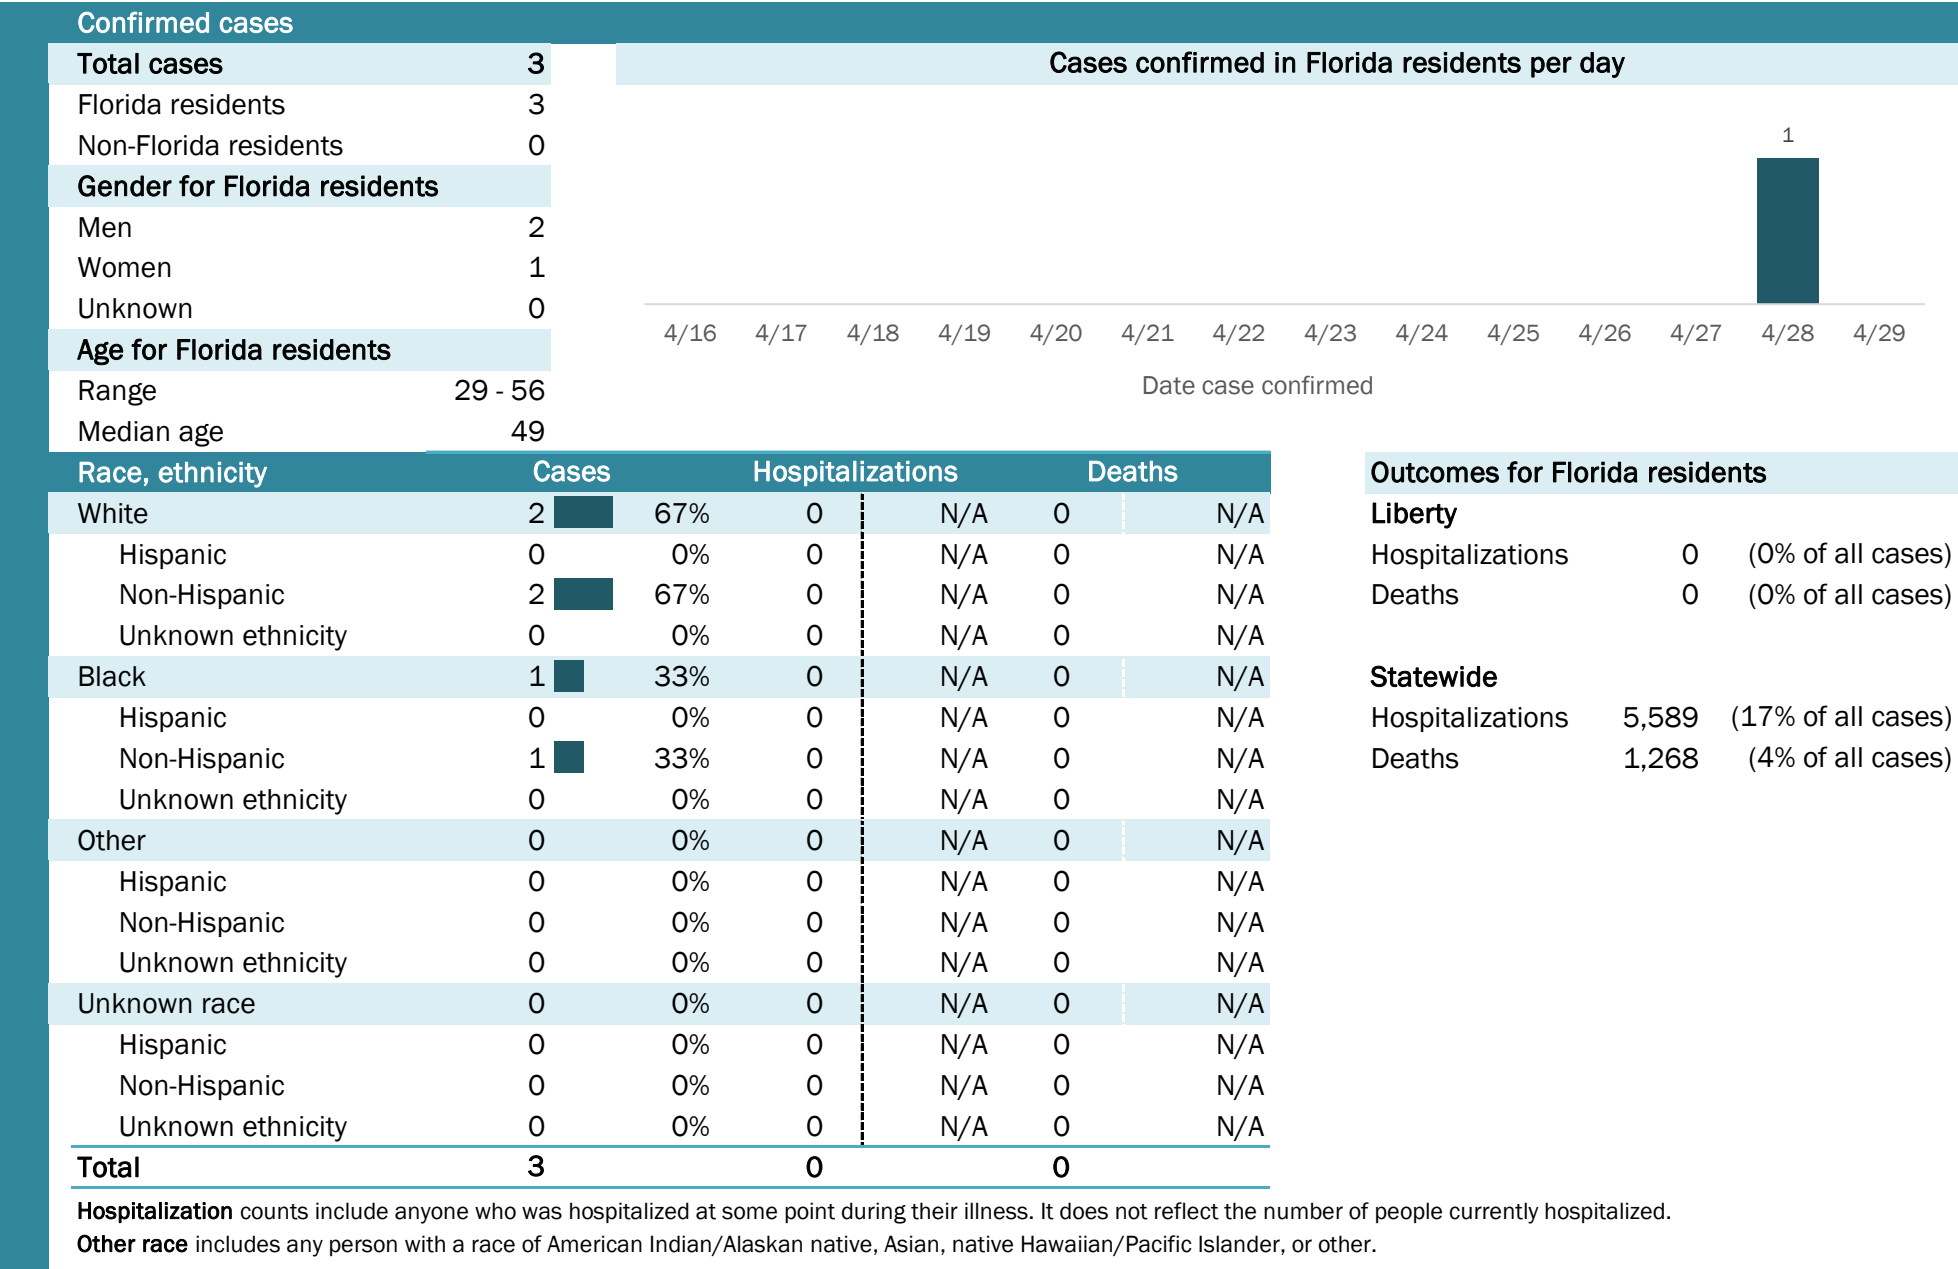 Confirmed cases
Total cases 3
Florida residents 3
Non-Florida residents 0
Gender for Florida residents
Men 2
Women 1
Unknown 0
Age for Florida residents
Range 29 - 56
Median age 49
Cases confirmed in Florida residents per day
1
4/16 4/17 4/18 4/19 4/20 4/21 4/22 4/23 4/24 4/25 4/26 4/27 4/28 4/29
Date case confirmed
Race, ethnicity Cases Hospitalizations Deaths
White 2 67% 0 N/A 0 N/A
Hispanic 0 0% 0 N/A 0 N/A
Non-Hispanic 2 67% 0 N/A 0 N/A
Unknown ethnicity 0 0% 0 N/A 0 N/A
Black 1 33% 0 N/A 0 N/A
Hispanic 0 0% 0 N/A 0 N/A
Non-Hispanic 1 33% 0 N/A 0 N/A
Unknown ethnicity 0 0% 0 N/A 0 N/A
Other 0 0% 0 N/A 0 N/A
Hispanic 0 0% 0 N/A 0 N/A
Non-Hispanic 0 0% 0 N/A 0 N/A
Unknown ethnicity 0 0% 0 N/A 0 N/A
Unknown race 0 0% 0 N/A 0 N/A
Hispanic 0 0% 0 N/A 0 N/A
Non-Hispanic 0 0% 0 N/A 0 N/A
Unknown ethnicity 0 0% 0 N/A 0 N/A
Total 3 0 0
Outcomes for Florida residents
Liberty
Hospitalizations 0 (0% of all cases)
Deaths 0 (0% of all cases)
Statewide
Hospitalizations 5,589 (17% of all cases)
Deaths 1,268 (4% of all cases)
Hospitalization counts include anyone who was hospitalized at some point during their illness. It does not reflect the number of people currently hospitalized.
Other race includes any person with a race of American Indian/Alaskan native, Asian, native Hawaiian/Pacific Islander, or other.